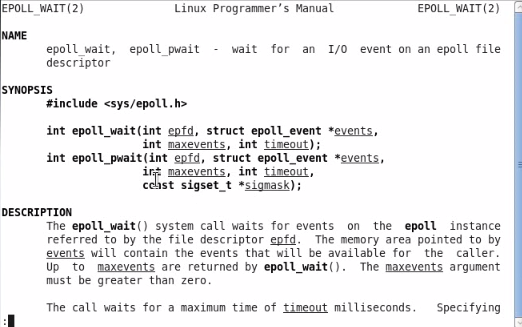 EPOLL_WAIT(2) Linux Programmer's Manual EPOLL_WAIT(2)
NAME
epoll_wait, epoll_pwait - wait for an I/O event on an epoll file
descriptor
SYNOPSIS
#include <sys/epoll.h>
int epoll_wait(int epfd, struct epoll_event *events,
int maxevents, int timeout);
int epoll_pwait(int epfd, struct epoll_event *events,
int maxevents, int timeout,
const sigset_t *sigmask);
DESCRIPTION
The epoll_wait() system call waits for events on the epoll instance
referred to by the file descriptor epfd. The memory area pointed to by
events will contain the events that will be available for the caller.
Up to maxevents are returned by epoll_wait(). The maxevents argument
must be greater than zero.
The call waits for a maximum time of timeout milliseconds. Specifying
: